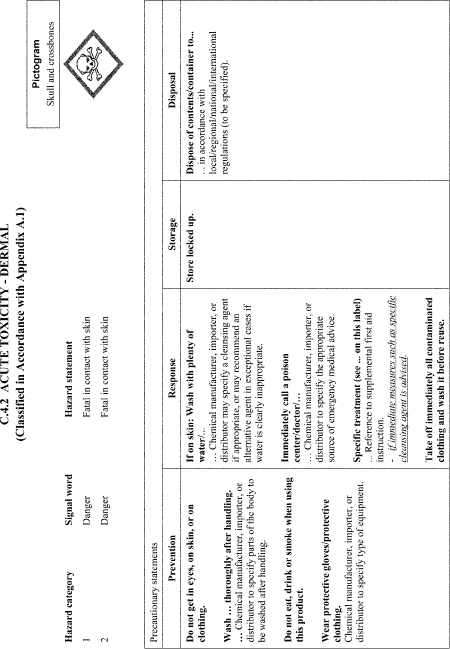 C.4.2 ACUTE TOXICITY - DERMAL
(Classified in Accordance with Appendix A.1)
Pictogram
Skull and crossbones
Hazard category
Signal word
Hazard statement
1
Danger
Fatal in contact with skin
2
Danger
Fatal in contact with skin
Precautionary statements
Prevention
Response
Storage
Disposal
Do not get in eyes, on skin, or on
clothing.
Wash … thoroughly after handling.
… Chemical manufacturer, importer, or
distributor to specify parts of the body to
be washed after handling.
Do not eat, drink or smoke when using
this product.
Wear protective gloves/protective
clothing.
Chemical manufacturer, importer, or
distributor to specify type of equipment.
If on skin: Wash with plenty of
water/…
… Chemical manufacturer, importer, or
distributor may specify a cleansing agent
if appropriate, or may recommend an
alternative agent in exceptional cases if
water is clearly inappropriate.
Immediately call a poison
center/doctor/…
… Chemical manufacturer, importer, or
distributor to specify the appropriate
source of emergency medical advice.
Specific treatment (see ... on this label)
... Reference to supplemental first aid
instruction.
- if immediate measures such as specific
cleansing agent is advised.
Take off immediately all contaminated
clothing and wash it before reuse.
Store locked up.
Dispose of contents/container to...
... in accordance with
local/regional/national/international
regulations (to be specified).